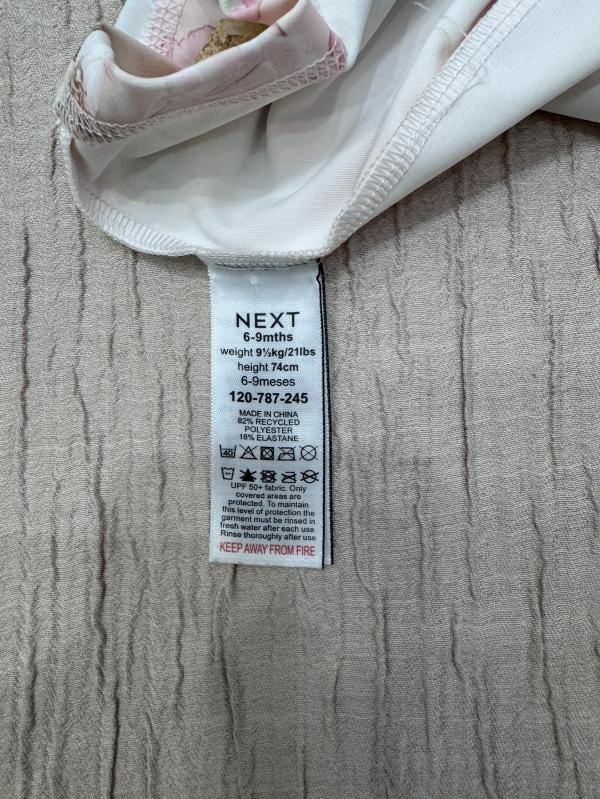 NEXT
6-9mths
weight 9½kg/21lbs
height 74cm
6-9meses
120-787-245
MADE IN CHINA
82% RECYCLED
POLYESTER
18% ELASTANE
40
UPF 50+ fabric. Only
covered areas are
protected. To maintain
this level of protection the
garment must be rinsed in
fresh water after each use.
Rinse thoroughly after use
KEEP AWAY FROM FIRE